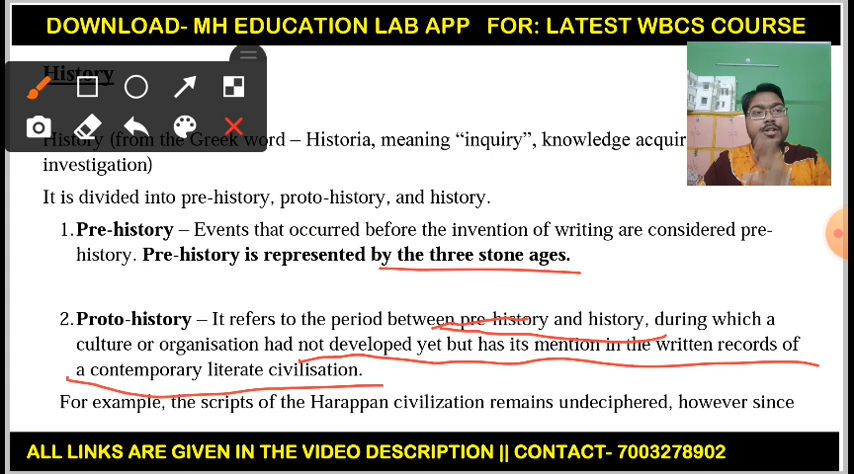 DOWNLOAD- MH EDUCATION LAB APP FOR: LATEST WBCS COURSE
History
History (from the Greek word – Historia, meaning “inquiry”, knowledge acquir
investigation)
It is divided into pre-history, proto-history, and history.
1. Pre-history – Events that occurred before the invention of writing are considered pre-
history. Pre-history is represented by the three stone ages.
2. Proto-history – It refers to the period between pre-history and history, during which a
culture or organisation had not developed yet but has its mention in the written records of
a contemporary literate civilisation.
For example, the scripts of the Harappan civilization remains undeciphered, however since
ALL LINKS ARE GIVEN IN THE VIDEO DESCRIPTION || CONTACT- 7003278902